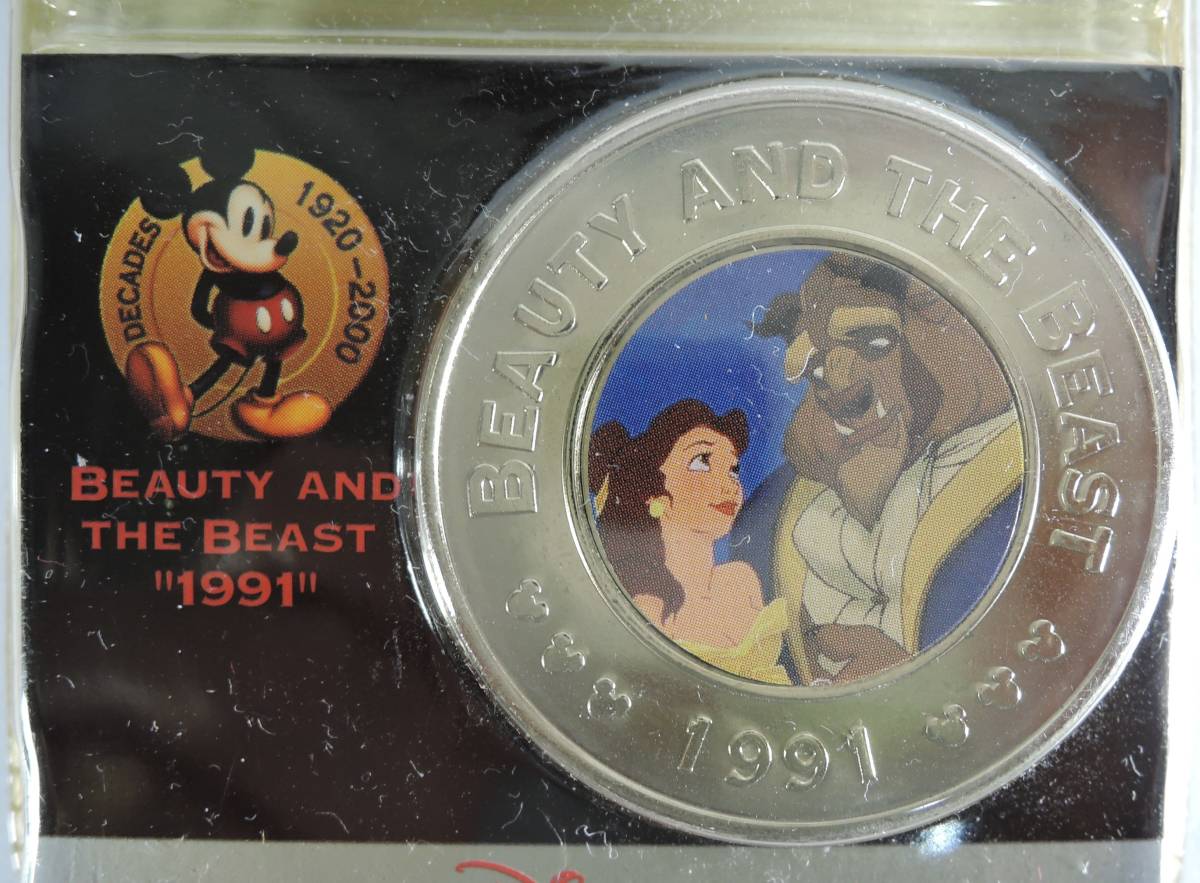 DECADES
1920-2000
BEAUTY AND
THE BEAST
"1991"
BEAUTY AND THE BEAST
1991